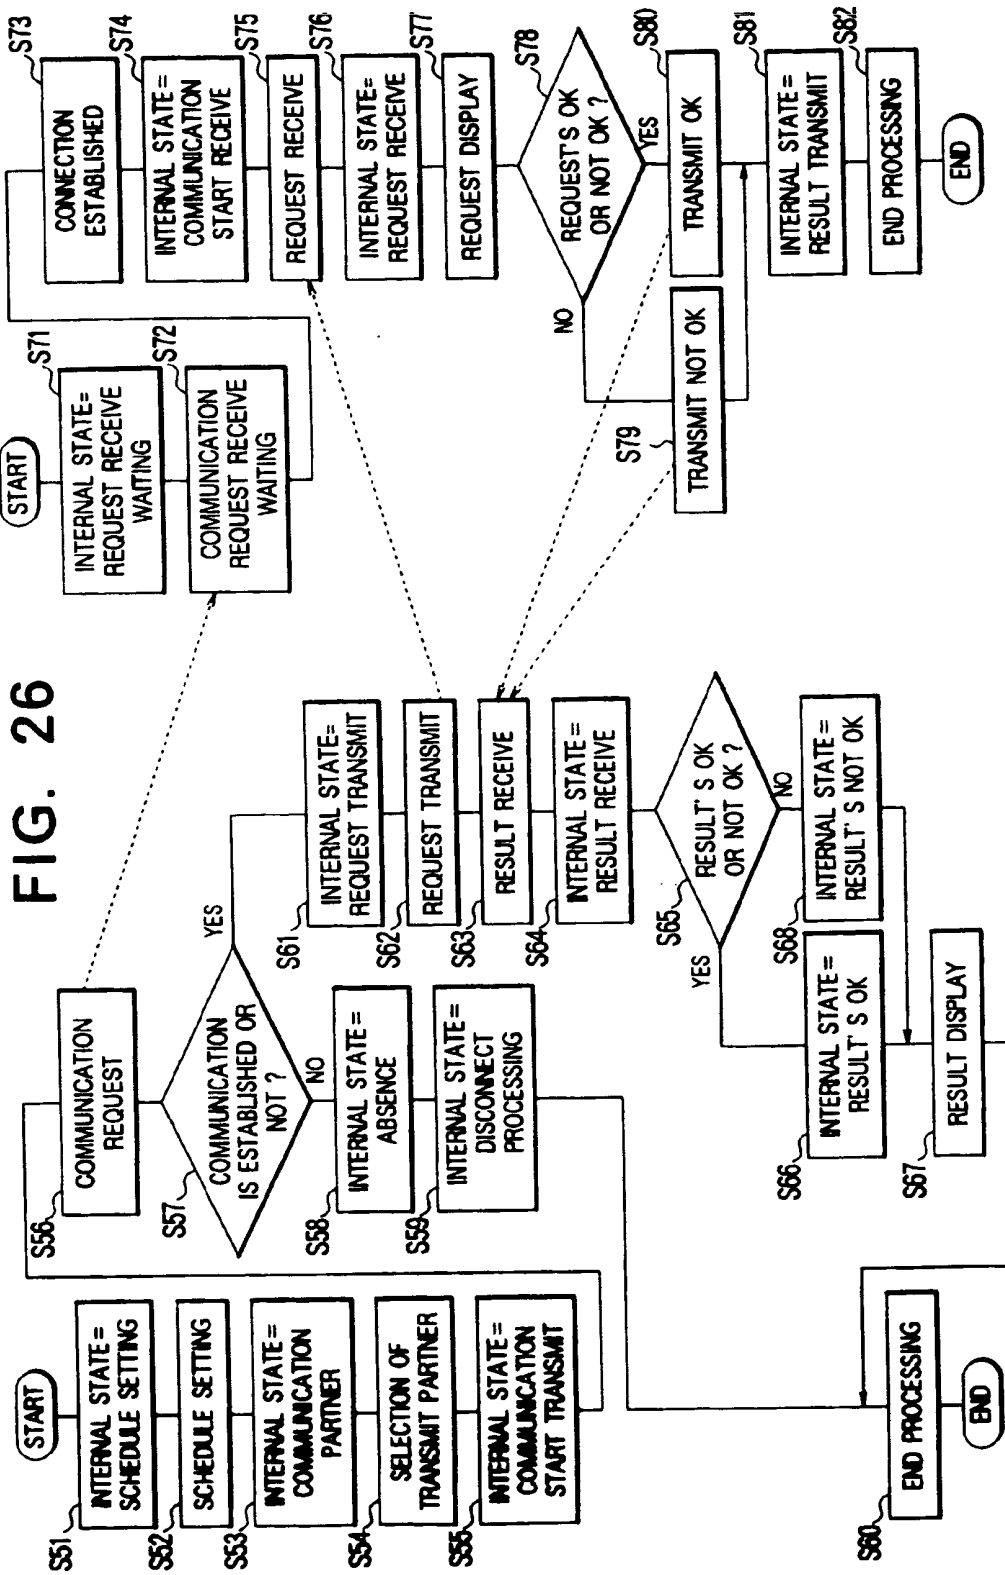 FIG. 26
START
S51
INTERNAL STATE=
SCHEDULE SETTING
S52
SCHEDULE SETTING
S53
INTERNAL STATE=
COMMUNICATION
PARTNER
S54
SELECTION OF
TRANSMIT PARTNER
S55
INTERNAL STATE=
COMMUNICATION
START TRANSMIT
S56
COMMUNICATION
REQUEST
S57
COMMUNICATION
IS ESTABLISHED OR
NOT ?
YES
NO
S58
INTERNAL STATE=
ABSENCE
S59
INTERNAL STATE=
DISCONNECT
PROCESSING
S60
END PROCESSING
END
S61
INTERNAL STATE=
REQUEST TRANSMIT
S62
REQUEST TRANSMIT
S63
RESULT RECEIVE
S64
INTERNAL STATE=
RESULT RECEIVE
S65
RESULT' S OK
OR NOT OK ?
YES
NO
S66
INTERNAL STATE=
RESULT' S OK
S68
INTERNAL STATE=
RESULT' S NOT OK
S67
RESULT DISPLAY
START
S71
INTERNAL STATE=
REQUEST RECEIVE
WAITING
S72
COMMUNICATION
REQUEST RECEIVE
WAITING
S73
CONNECTION
ESTABLISHED
S74
INTERNAL STATE=
COMMUNICATION
START RECEIVE
S75
REQUEST RECEIVE
S76
INTERNAL STATE=
REQUEST RECEIVE
S77
REQUEST DISPLAY
S78
REQUEST'S OK
OR NOT OK ?
NO
YES
S79
TRANSMIT NOT OK
S80
TRANSMIT OK
S81
INTERNAL STATE=
RESULT TRANSMIT
S82
END PROCESSING
END